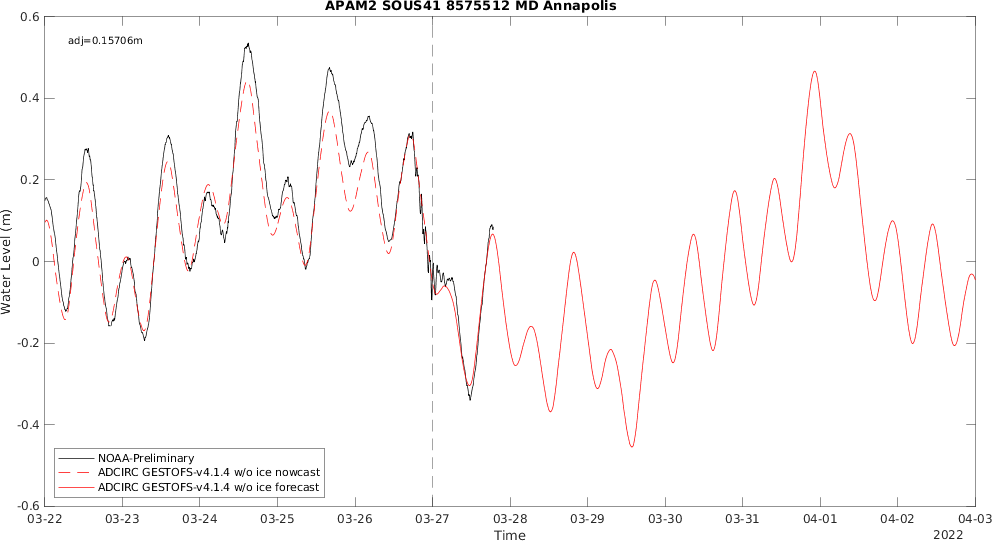 APAM2 SOUS41 8575512 MD Annapolis
adj=0.15706m
0.6
0.4
0.2
0
-0.2
-0.4
-0.6
Water Level (m)
NOAA-Preliminary
ADCIRC GESTOFS-v4.1.4 w/o ice nowcast
ADCIRC GESTOFS-v4.1.4 w/o ice forecast
03-22 03-23 03-24 03-25 03-26 03-27 03-28 03-29 03-30 03-31 04-01 04-02 04-03
Time
2022